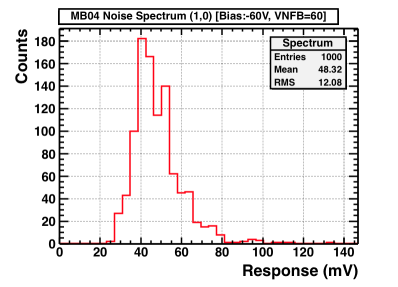 MB04 Noise Spectrum (1,0) [Bias:-60V, VNFB=60]
Counts
Spectrum
Entries 1000
Mean 48.32
RMS 12.08
180
160
140
120
100
80
60
40
20
0
0 20 40 60 80 100 120 140
Response (mV)